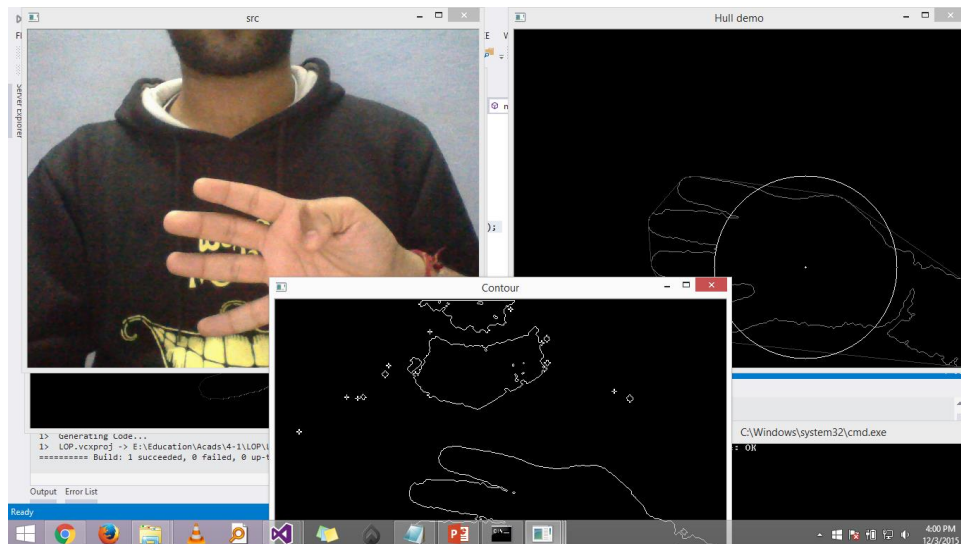 src
Hull demo
Server Explorer
);
Contour
1> Generating Code...
1> LOP.vcxproj -> E:\Education\Acads\4-1\LOP\
========== Build: 1 succeeded, 0 failed, 0 up-t
C:\Windows\system32\cmd.exe
: OK
Output Error List
Ready
4:00 PM
12/3/2015